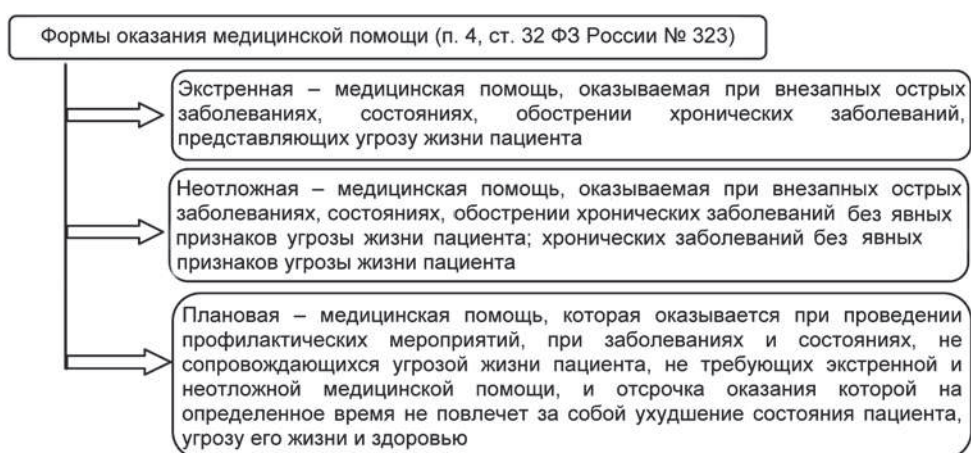 Формы оказания медицинской помощи (п. 4, ст. 32 ФЗ России № 323)
Экстренная – медицинская помощь, оказываемая при внезапных острых
заболеваниях, состояниях, обострении хронических заболеваний,
представляющих угрозу жизни пациента
Неотложная – медицинская помощь, оказываемая при внезапных острых
заболеваниях, состояниях, обострении хронических заболеваний без явных
признаков угрозы жизни пациента; хронических заболеваний без явных
признаков угрозы жизни пациента
Плановая – медицинская помощь, которая оказывается при проведении
профилактических мероприятий, при заболеваниях и состояниях, не
сопровождающихся угрозой жизни пациента, не требующих экстренной и
неотложной медицинской помощи, и отсрочка оказания которой на
определенное время не повлечет за собой ухудшение состояния пациента,
угрозу его жизни и здоровью